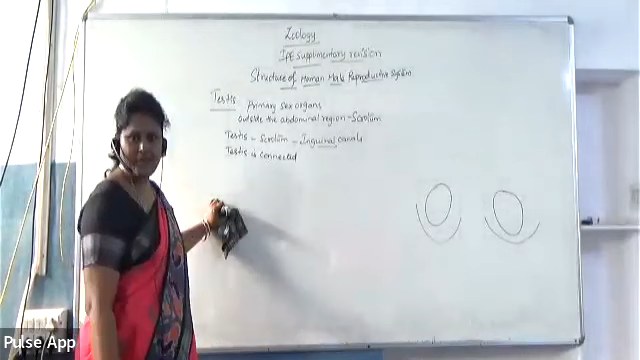 Zoology
IPE supplimentary revision
Structure of Human Male Reproductive System
Testis: Primary sex organs
outside the abdominal region - Scrotum
Testis - Scrotum - Inguinal canals
Testis is connected
Pulse App